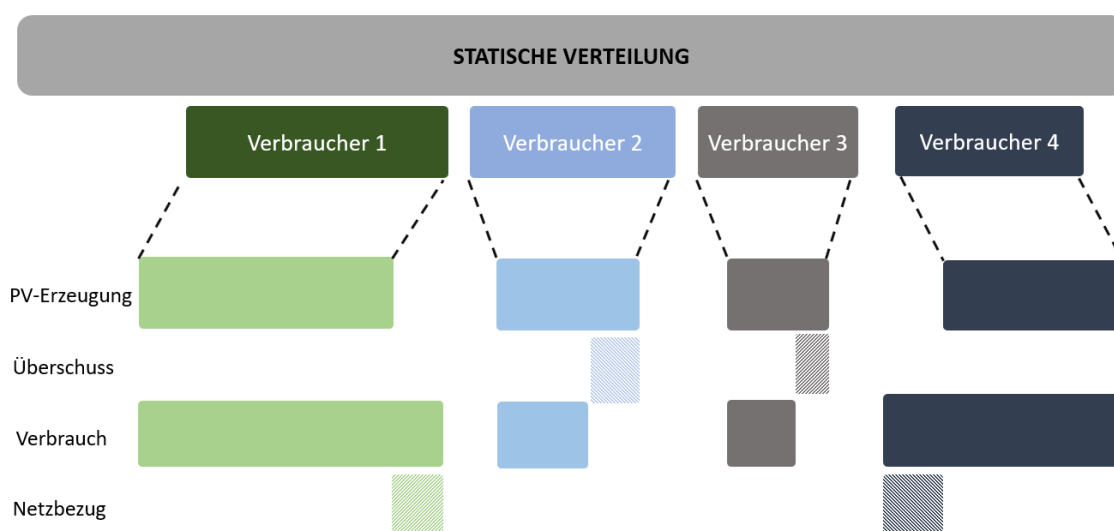 STATISCHE VERTEILUNG
Verbraucher 1
Verbraucher 2
Verbraucher 3
Verbraucher 4
PV-Erzeugung
Überschuss
Verbrauch
Netzbezug